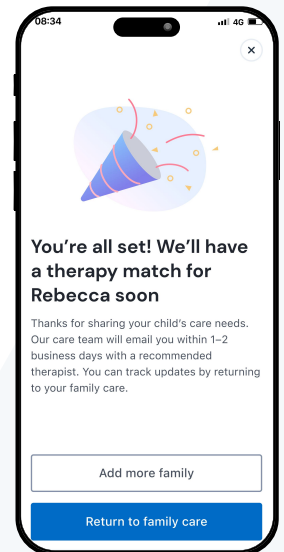 08:34
4G
You're all set! We'll have
a therapy match for
Rebecca soon
Thanks for sharing your child's care needs.
Our care team will email you within 1–2
business days with a recommended
therapist. You can track updates by returning
to your family care.
Add more family
Return to family care